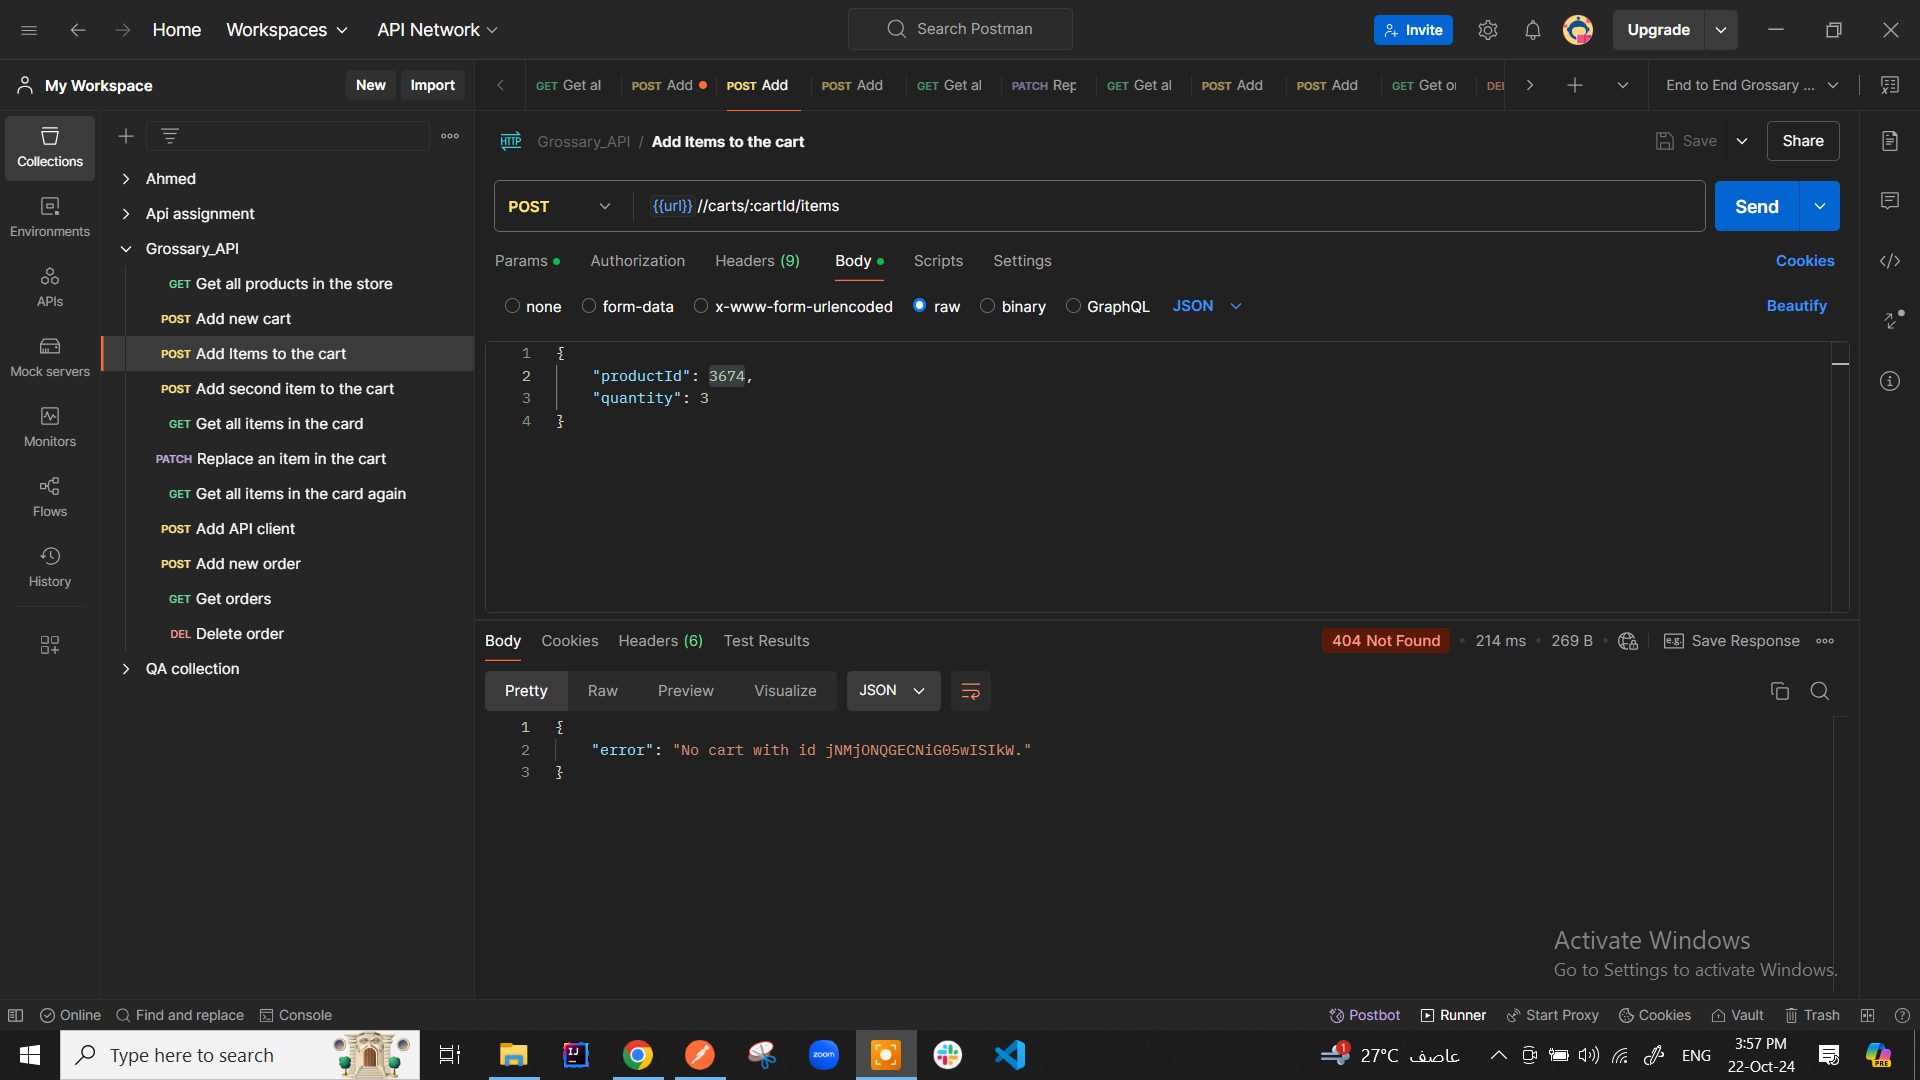 Home
Workspaces
API Network
Search Postman
Invite
Upgrade
My Workspace
New
Import
GET Get al
POST Add
POST Add
POST Add
GET Get al
PATCH Rep
GET Get al
POST Add
POST Add
GET Get o
DEL
End to End Grossary ...
Collections
Environments
APIs
Mock servers
Monitors
Flows
History
Ahmed
Api assignment
Grossary_API
GET Get all products in the store
POST Add new cart
POST Add Items to the cart
POST Add second item to the cart
GET Get all items in the card
PATCH Replace an item in the cart
GET Get all items in the card again
POST Add API client
POST Add new order
GET Get orders
DEL Delete order
QA collection
HTTP Grossary_API / Add Items to the cart
Save
Share
POST
{{url}} //carts/:cartId/items
Send
Params
Authorization
Headers (9)
Body
Scripts
Settings
Cookies
none
form-data
x-www-form-urlencoded
raw
binary
GraphQL
JSON
Beautify
1 {
2 "productId": 3674,
3 "quantity": 3
4 }
Body
Cookies
Headers (6)
Test Results
404 Not Found
214 ms
269 B
e.g. Save Response
Pretty
Raw
Preview
Visualize
JSON
1 {
2 "error": "No cart with id jNMjONQGECNiG05wISIkW."
3 }
Activate Windows
Go to Settings to activate Windows.
Online
Find and replace
Console
Postbot
Runner
Start Proxy
Cookies
Vault
Trash
Type here to search
IJ
zoom
1
27°C عاصف
ENG
3:57 PM
22-Oct-24
PRE